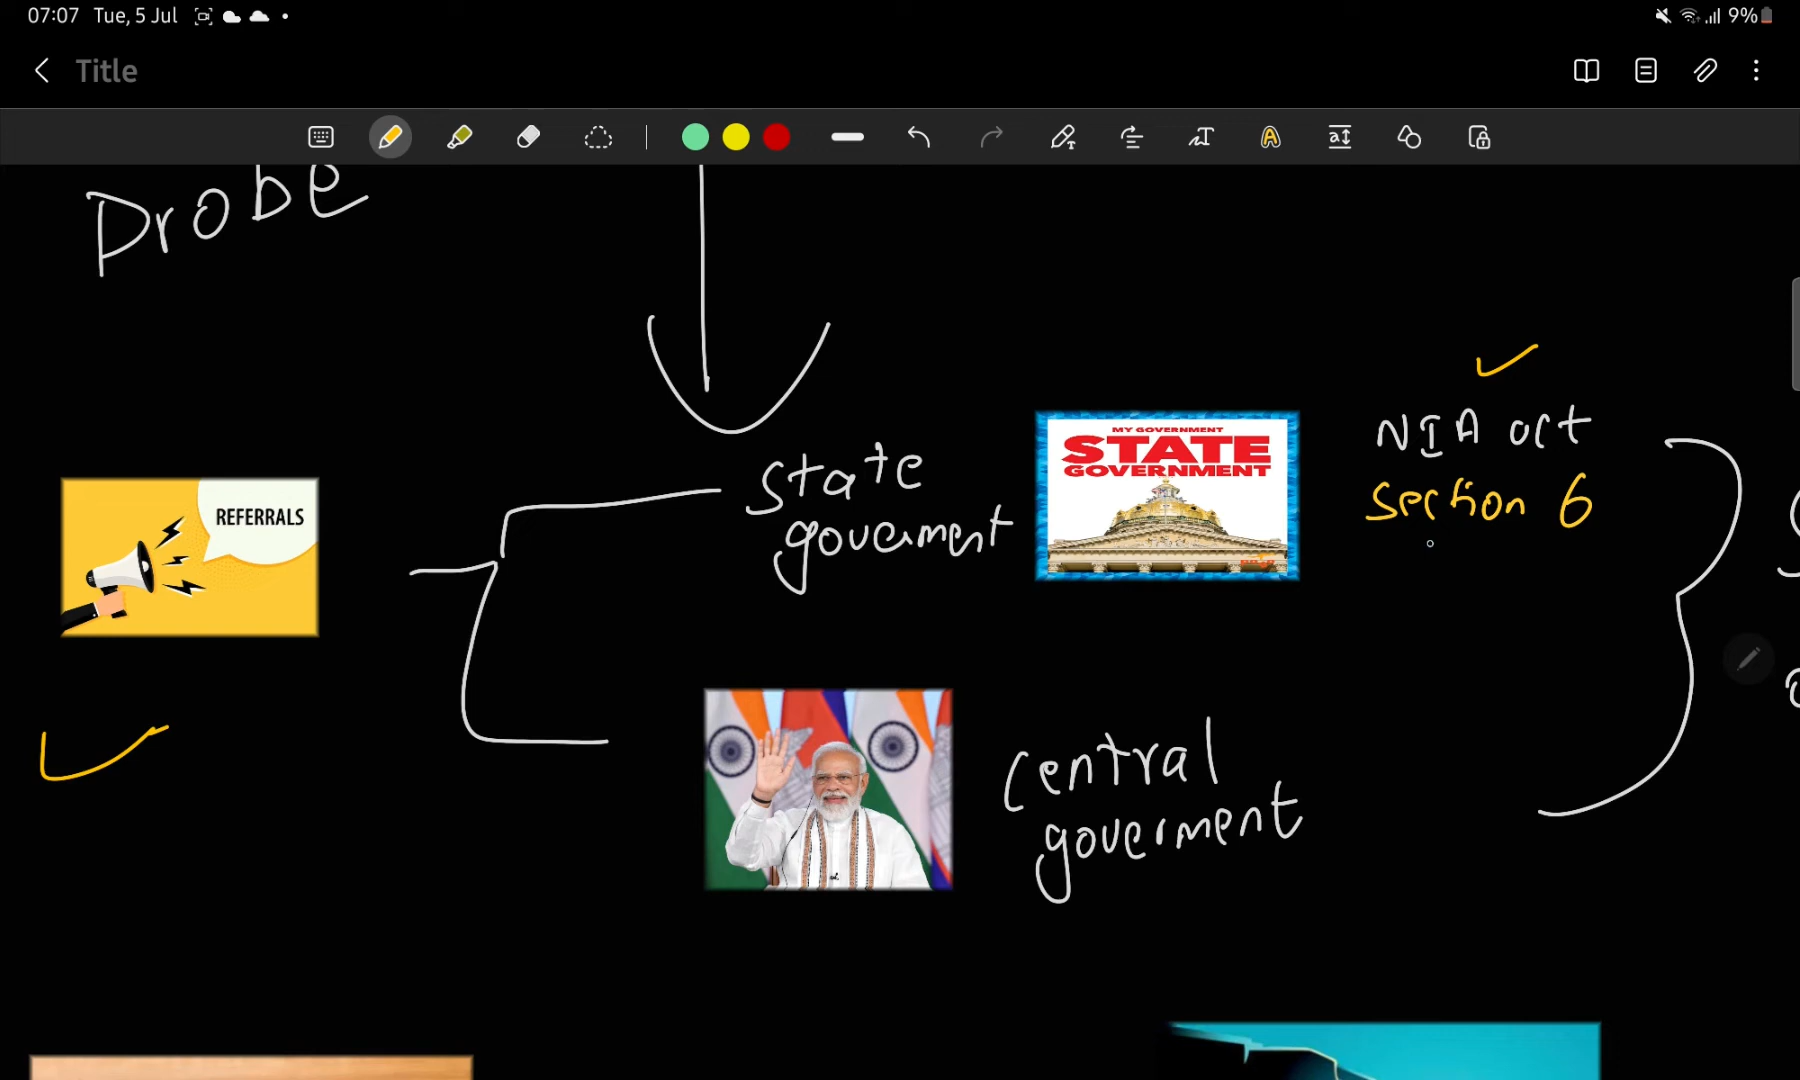 07:07 Tue, 5 Jul
9%
Title
Probe
MY GOVERNMENT
STATE
GOVERNMENT
NIA act
Section 6
State
goverment
REFERRALS
Central
goverment